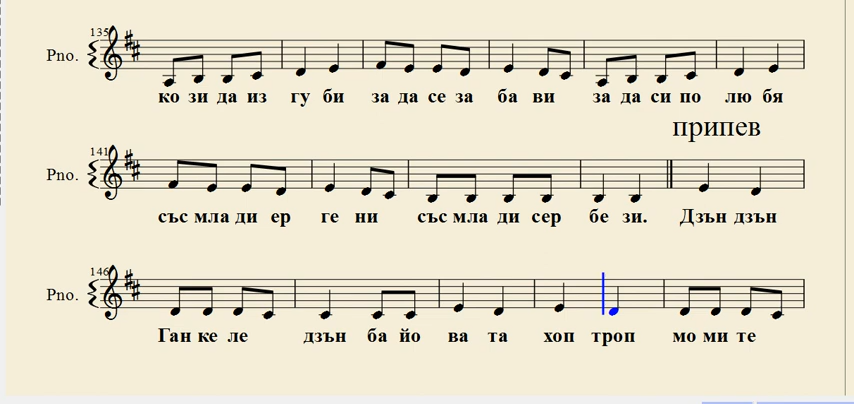 135
Pno.
ко зи да из гу би за да се за ба ви за да си по лю бя
припев
141
Pno.
със мла ди ер ге ни със мла ди сер бе зи. Дзън дзън
146
Pno.
Ган ке ле дзън ба йо ва та хоп троп мо ми те